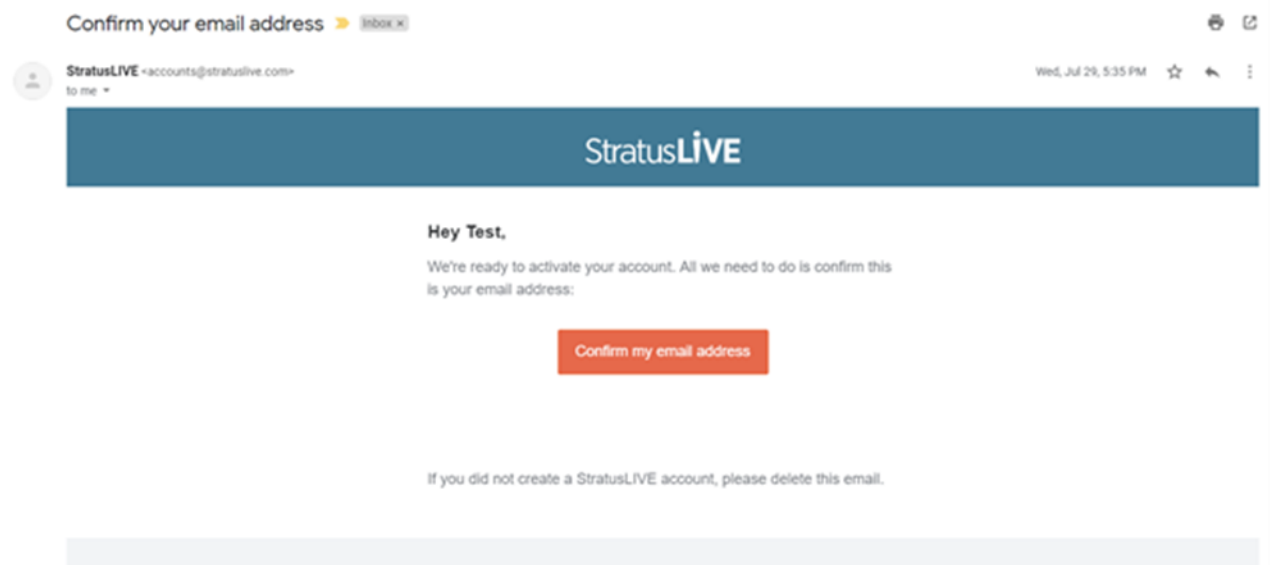 Confirm your email address Inbox ×
StratusLIVE <accounts@stratuslive.com> Wed, Jul 29, 5:35 PM
to me
StratusLIVE
Hey Test,
We're ready to activate your account. All we need to do is confirm this
is your email address:
Confirm my email address
If you did not create a StratusLIVE account, please delete this email.